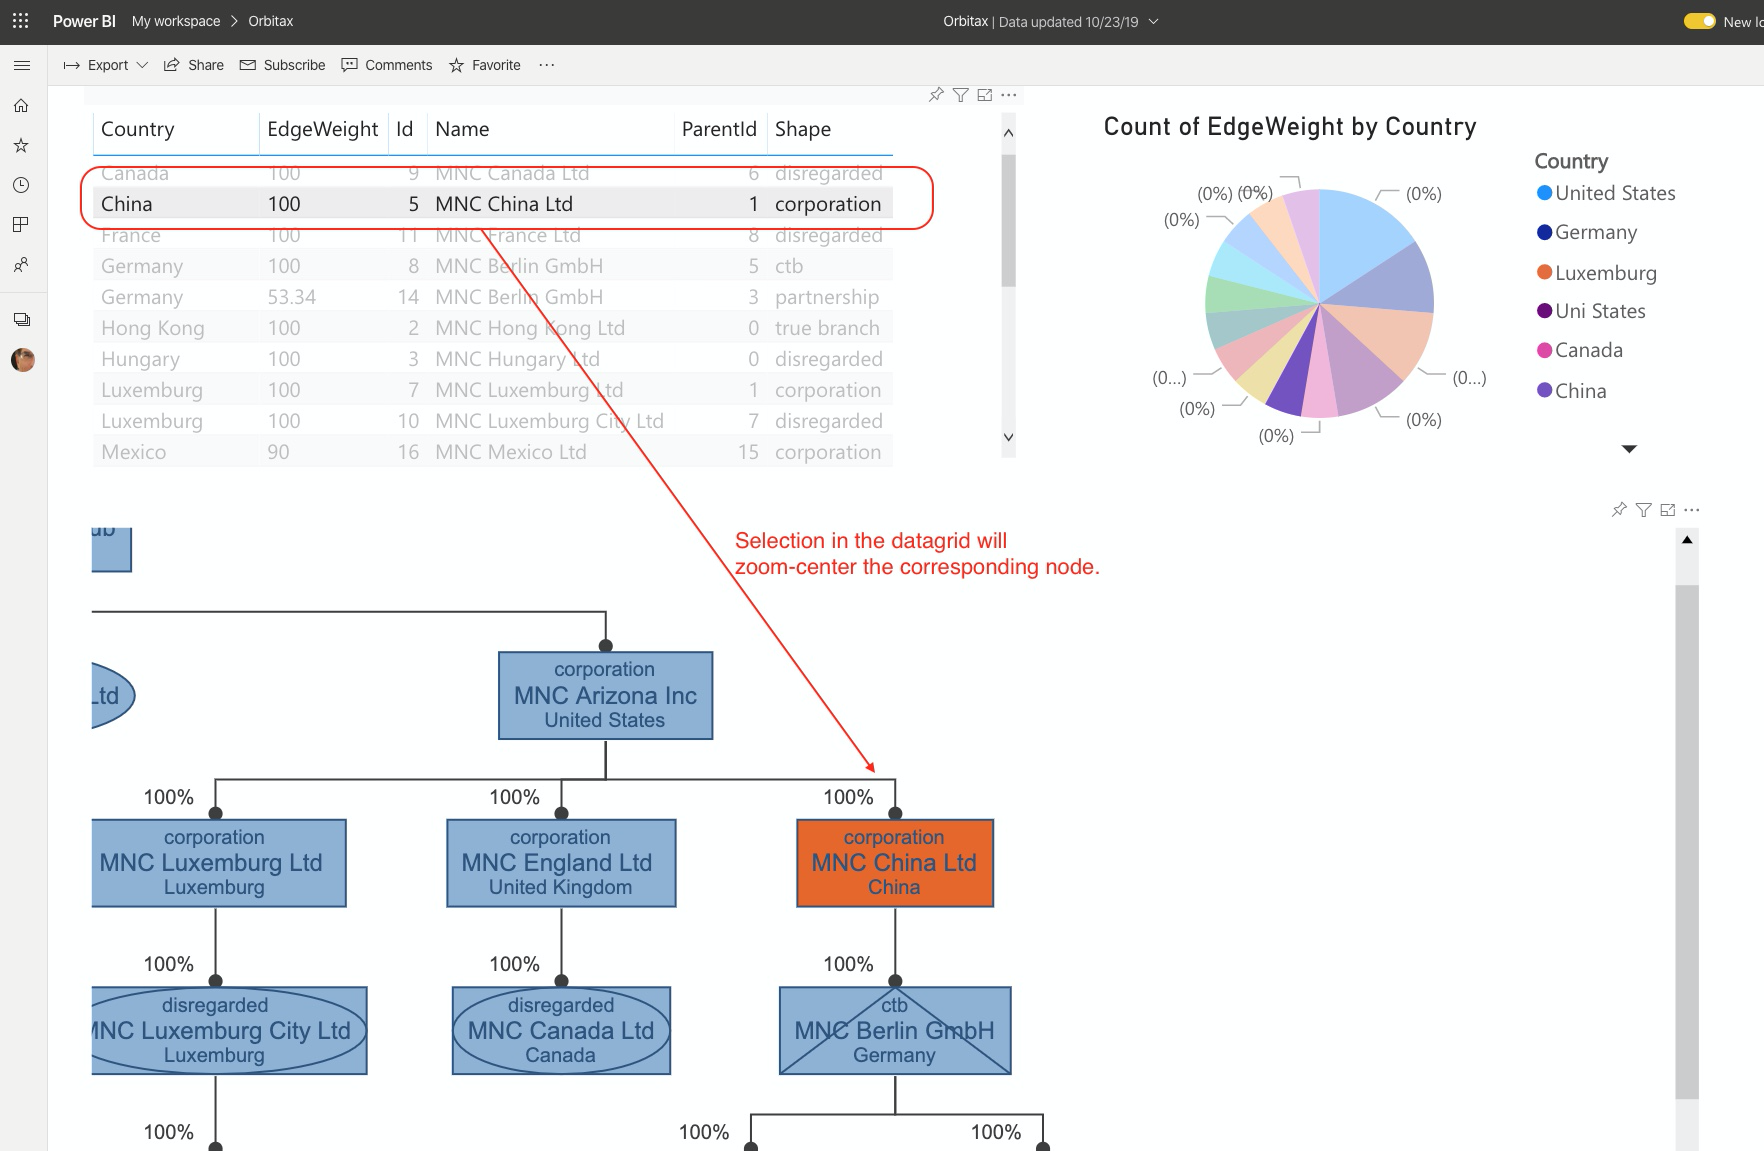 Power BI My workspace > Orbitax
Orbitax | Data updated 10/23/19
Export Share Subscribe Comments Favorite ...
Country EdgeWeight Id Name ParentId Shape
Canada 100 9 MNC Canada Ltd 6 disregarded
China 100 5 MNC China Ltd 1 corporation
France 100 11 MNC France Ltd 8 disregarded
Germany 100 8 MNC Berlin GmbH 5 ctb
Germany 53.34 14 MNC Berlin GmbH 3 partnership
Hong Kong 100 2 MNC Hong Kong Ltd 0 true branch
Hungary 100 3 MNC Hungary Ltd 0 disregarded
Luxemburg 100 7 MNC Luxemburg Ltd 1 corporation
Luxemburg 100 10 MNC Luxemburg City Ltd 7 disregarded
Mexico 90 16 MNC Mexico Ltd 15 corporation
Count of EdgeWeight by Country
(0%) (0%) (0%)
(0%)
(0...) (0...)
(0%) (0%)
(0%)
Country
United States
Germany
Luxemburg
Uni States
Canada
China
Selection in the datagrid will
zoom-center the corresponding node.
Ltd
corporation
MNC Arizona Inc
United States
100% 100% 100%
corporation
MNC Luxemburg Ltd
Luxemburg
corporation
MNC England Ltd
United Kingdom
corporation
MNC China Ltd
China
100% 100% 100%
disregarded
MNC Luxemburg City Ltd
Luxemburg
disregarded
MNC Canada Ltd
Canada
ctb
MNC Berlin GmbH
Germany
100% 100% 100%